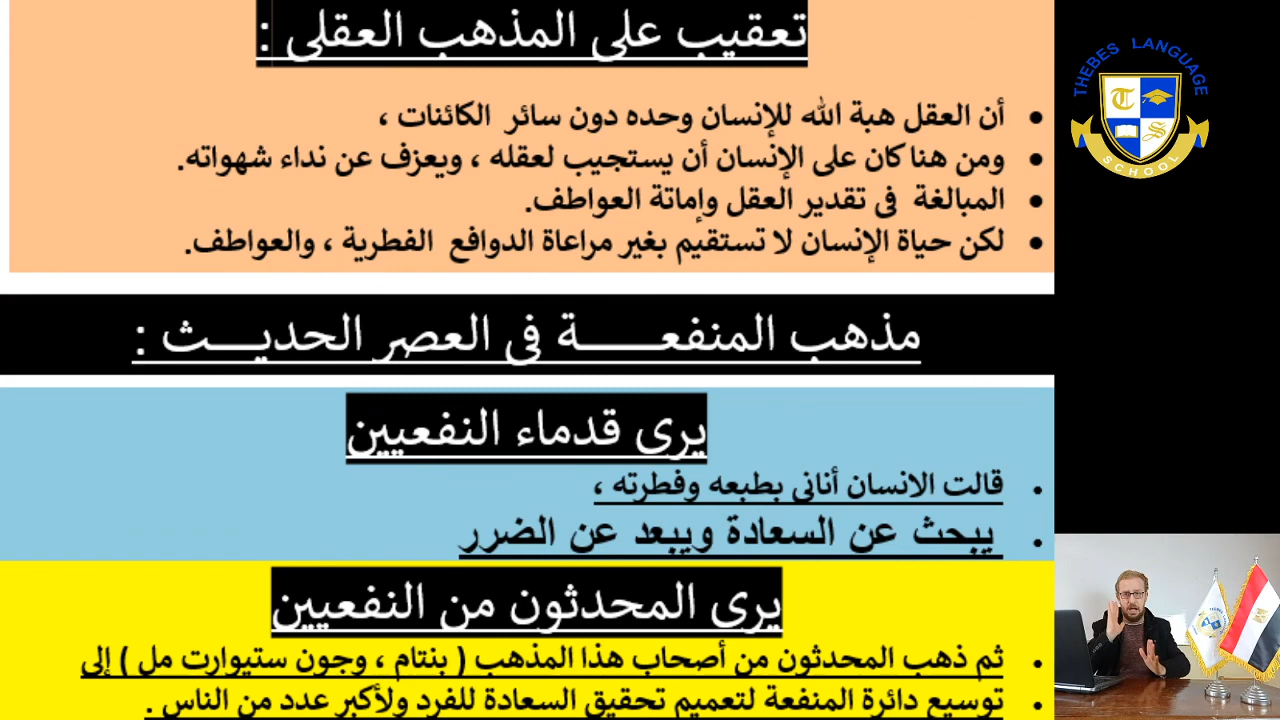 تعقيب على المذهب العقلى :
أن العقل هبة الله للإنسان وحده دون سائر الكائنات ،
ومن هنا كان على الإنسان أن يستجيب لعقله ، ويعزف عن نداء شهواته.
المبالغة فى تقدير العقل وإماتة العواطف.
لكن حياة الإنسان لا تستقيم بغير مراعاة الدوافع الفطرية ، والعواطف.
مذهب المنفعــــــة فى العصر الحديـــث :
يرى قدماء النفعيين
قالت الانسان أنانى بطبعه وفطرته ،
يبحث عن السعادة ويبعد عن الضرر
يرى المحدثون من النفعيين
ثم ذهب المحدثون من أصحاب هذا المذهب ( بنتام ، وجون ستيوارت مل ) إلى
توسيع دائرة المنفعة لتعميم تحقيق السعادة للفرد ولأكبر عدد من الناس .
THEBES LANGUAGE
T
S
SCHOOL